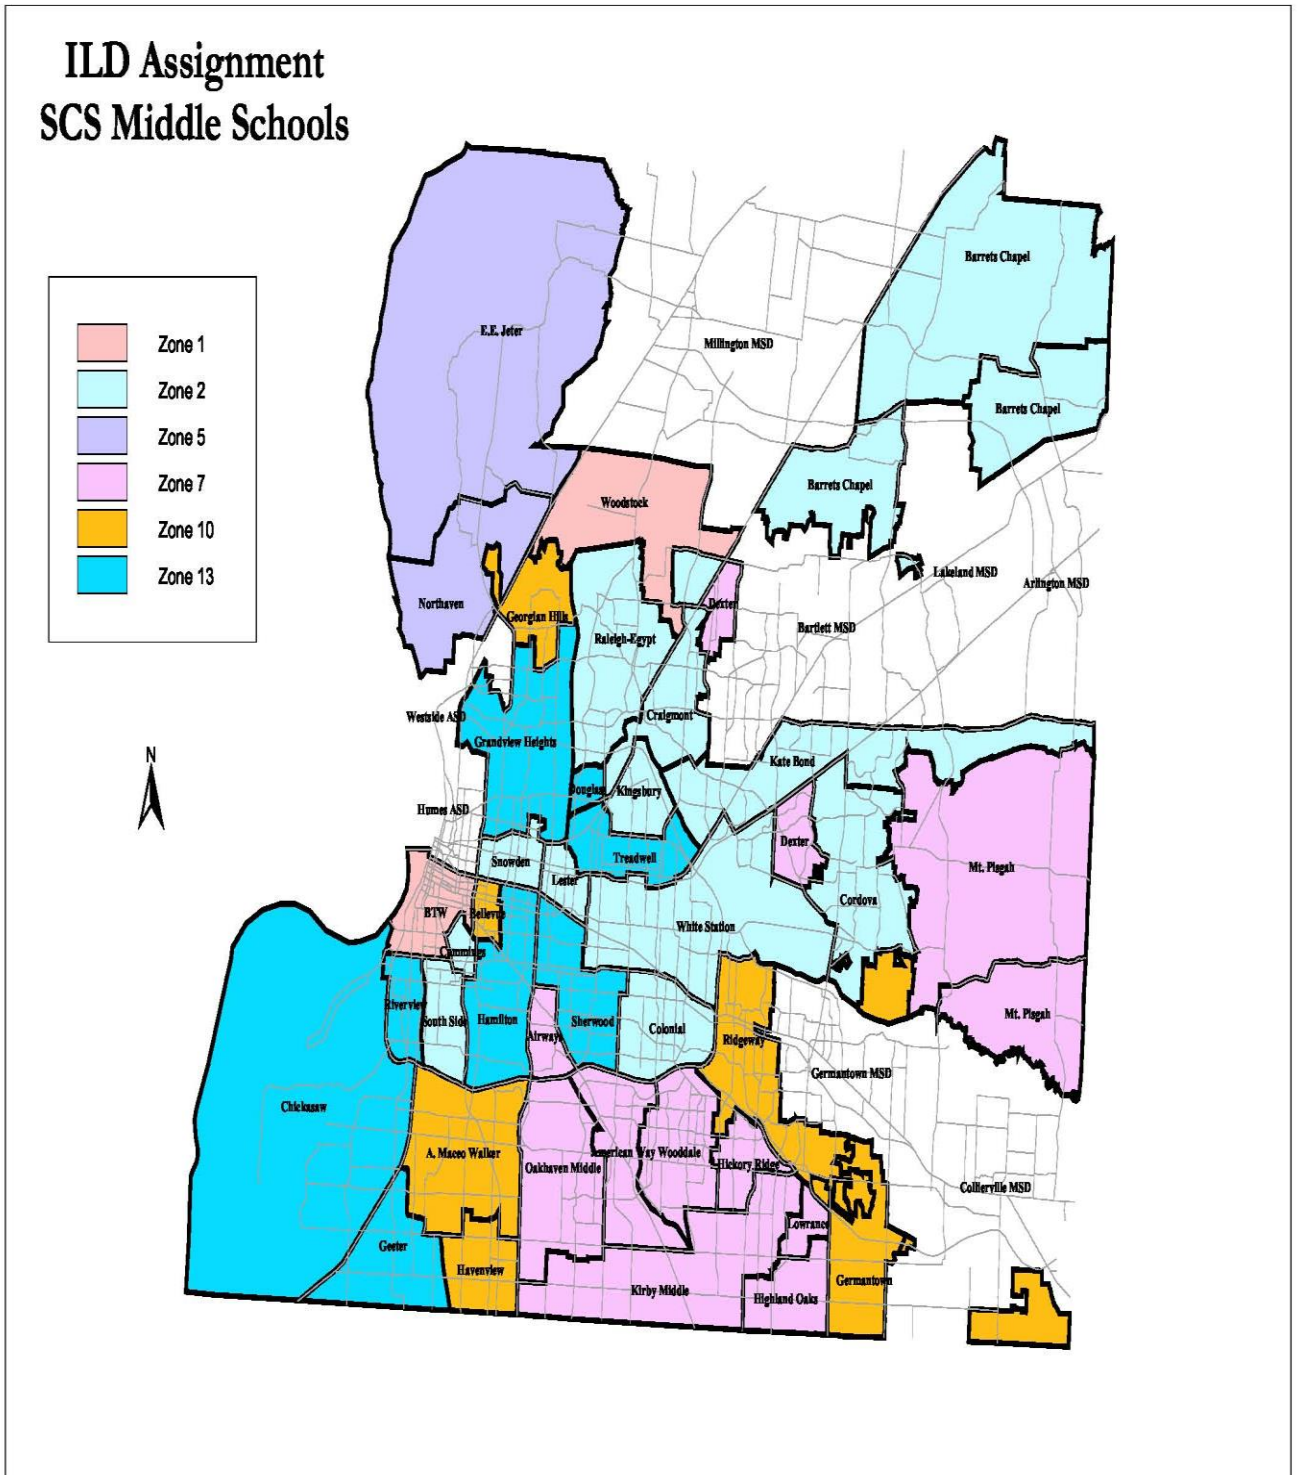 ILD Assignment
SCS Middle Schools
Zone 1
Zone 2
Zone 5
Zone 7
Zone 10
Zone 13
N
Barrets Chapel
E.E. Jeter
Millington MSD
Barrets Chapel
Barrets Chapel
Woodstock
Lakeland MSD
Arlington MSD
Northaven
Georgian Hills
Dexter
Raleigh-Egypt
Bartlett MSD
Westside ASD
Craigmont
Grandview Heights
Kate Bond
Douglass
Kingsbury
Humes ASD
Dexter
Snowden
Treadwell
Mt. Pisgah
Lester
Cordova
BTW
Bellevue
White Station
Cummings
Riverview
South Side
Hamilton
Airways
Sherwood
Colonial
Ridgeway
Mt. Pisgah
Germantown MSD
Chickasaw
A. Maceo Walker
Oakhaven Middle
American Way
Wooddale
Hickory Ridge
Collierville MSD
Lowrance
Geeter
Havenview
Kirby Middle
Highland Oaks
Germantown